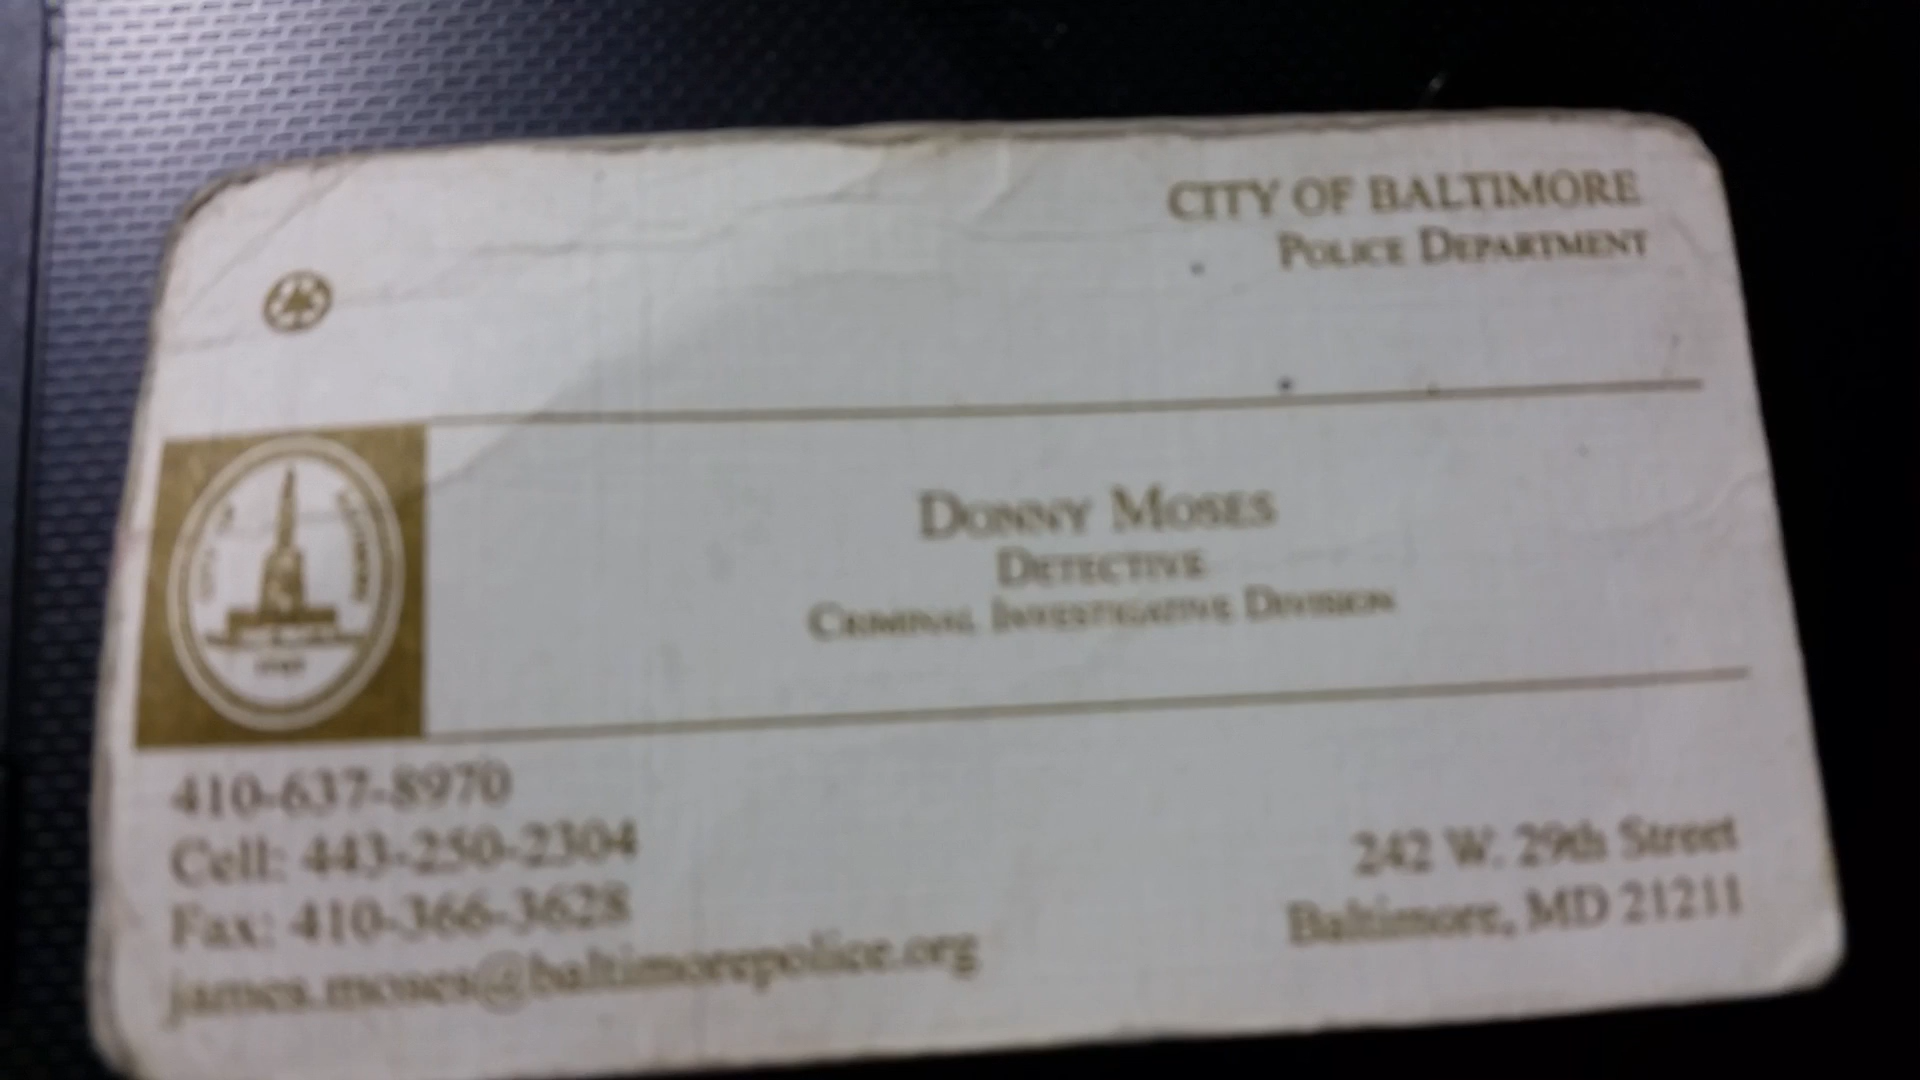 CITY OF BALTIMORE
POLICE DEPARTMENT
DONNY MOSES
DETECTIVE
CRIMINAL INVESTIGATIVE DIVISION
410-637-8970
Cell: 443-250-2304
Fax: 410-366-3628
james.moses@baltimorepolice.org
242 W. 29th Street
Baltimore, MD 21211